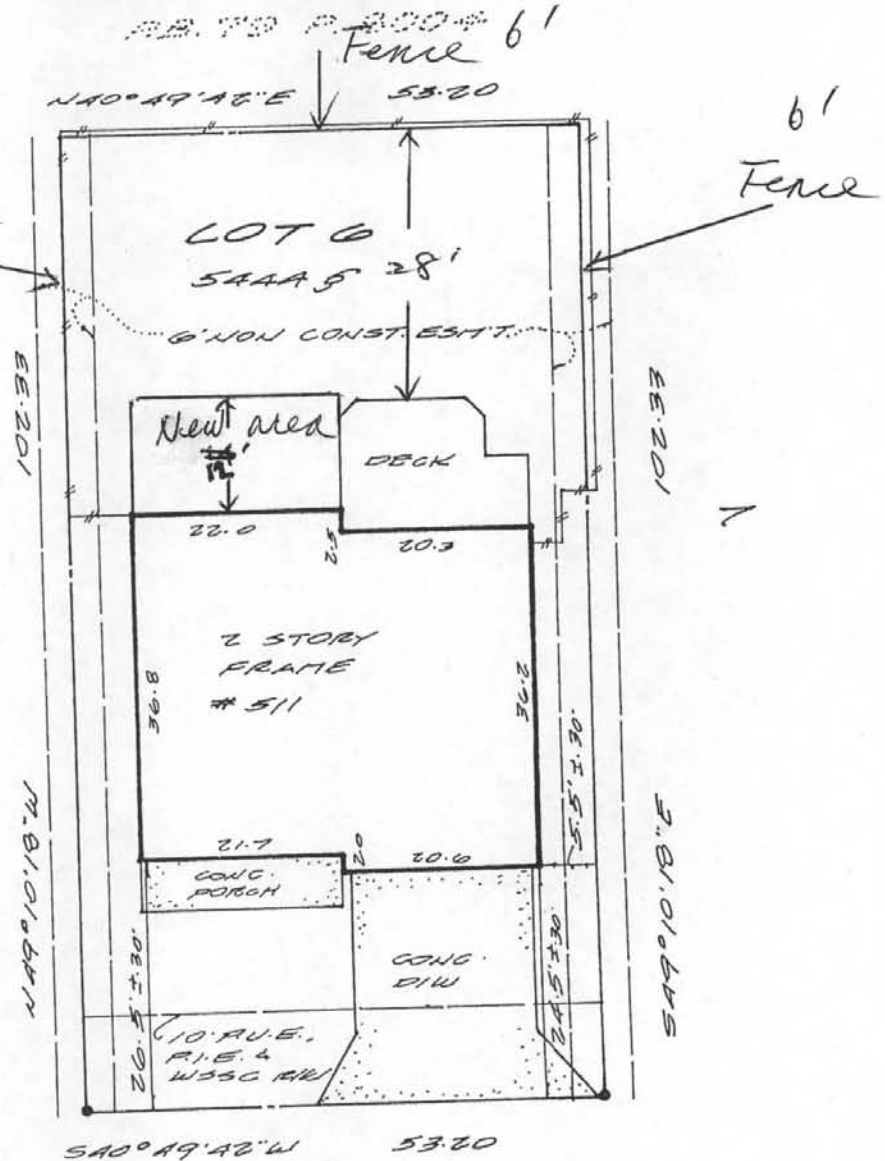 Fence 6'
N40°49'42"E 53.20
6'
Fence
LOT 6
5444 ⌷
28'
6' NON CONST. ESM'T.
102.33
102.33
New area
12'
DECK
7
22.0
5.2
20.3
2 STORY
FRAME
# 511
36.8
36.2
21.7
20
20.6
5.5'±.30'
CONC.
PORCH
CONC.
D/W
26.5'±.30'
24.5'±.30'
N49°10'18"W
S49°10'18"E
10' P.U.E.,
P.I.E. &
WSSC R/W
S40°49'42"W 53.20